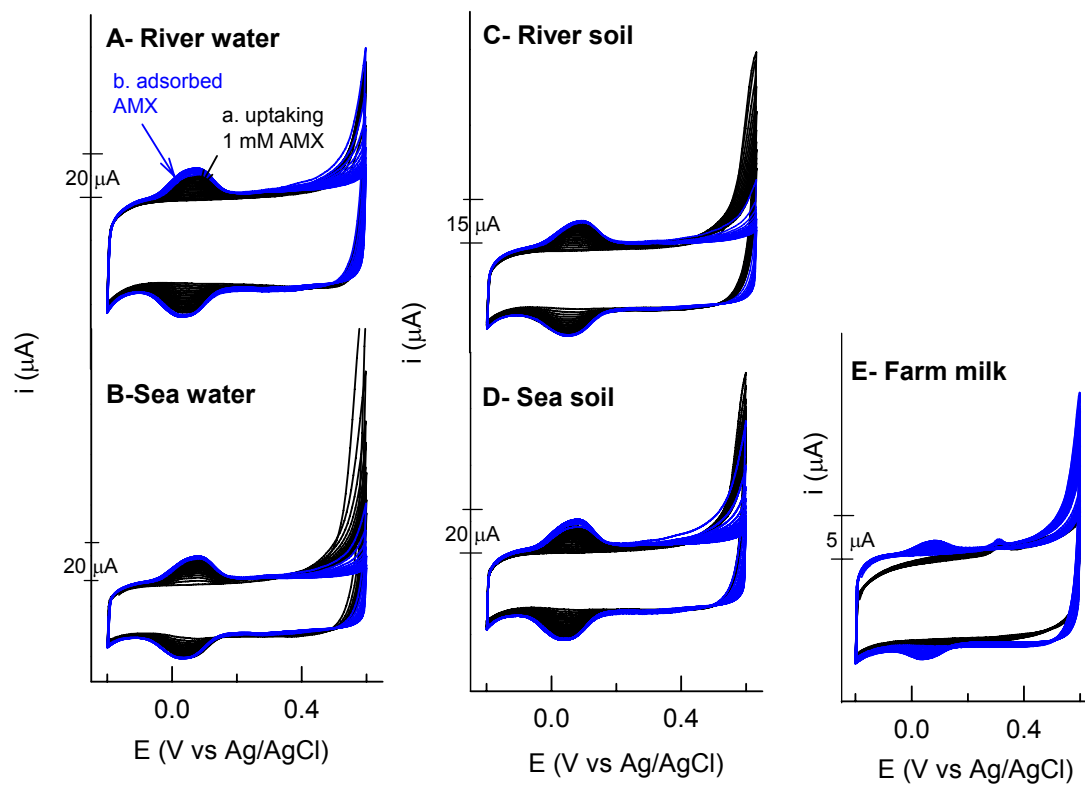 A- River water
b. adsorbed
AMX
a. uptaking
1 mM AMX
20 μA
i (μA)
B-Sea water
20 μA
0.0 0.4
E (V vs Ag/AgCl)
C- River soil
15 μA
i (μA)
D- Sea soil
20 μA
0.0 0.4
E (V vs Ag/AgCl)
E- Farm milk
i (μA)
5 μA
0.0 0.4
E (V vs Ag/AgCl)